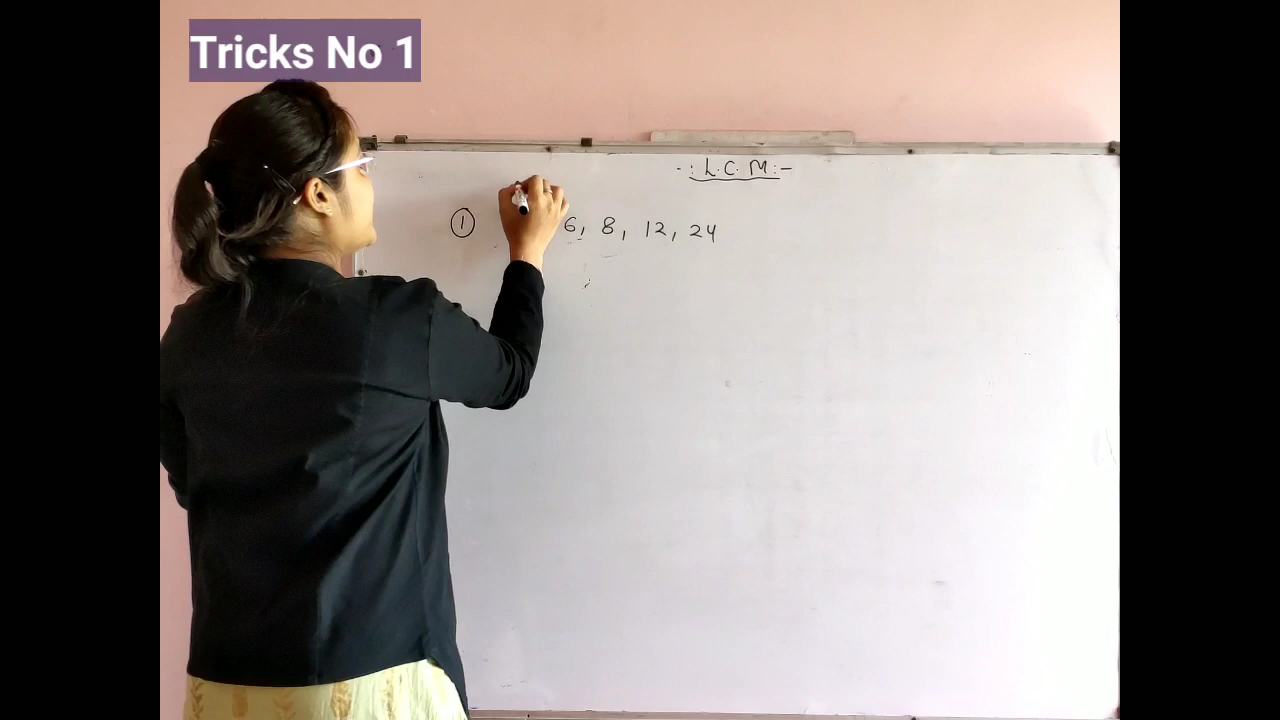 Tricks No 1
-: L.C.M:-
① 6, 8, 12, 24